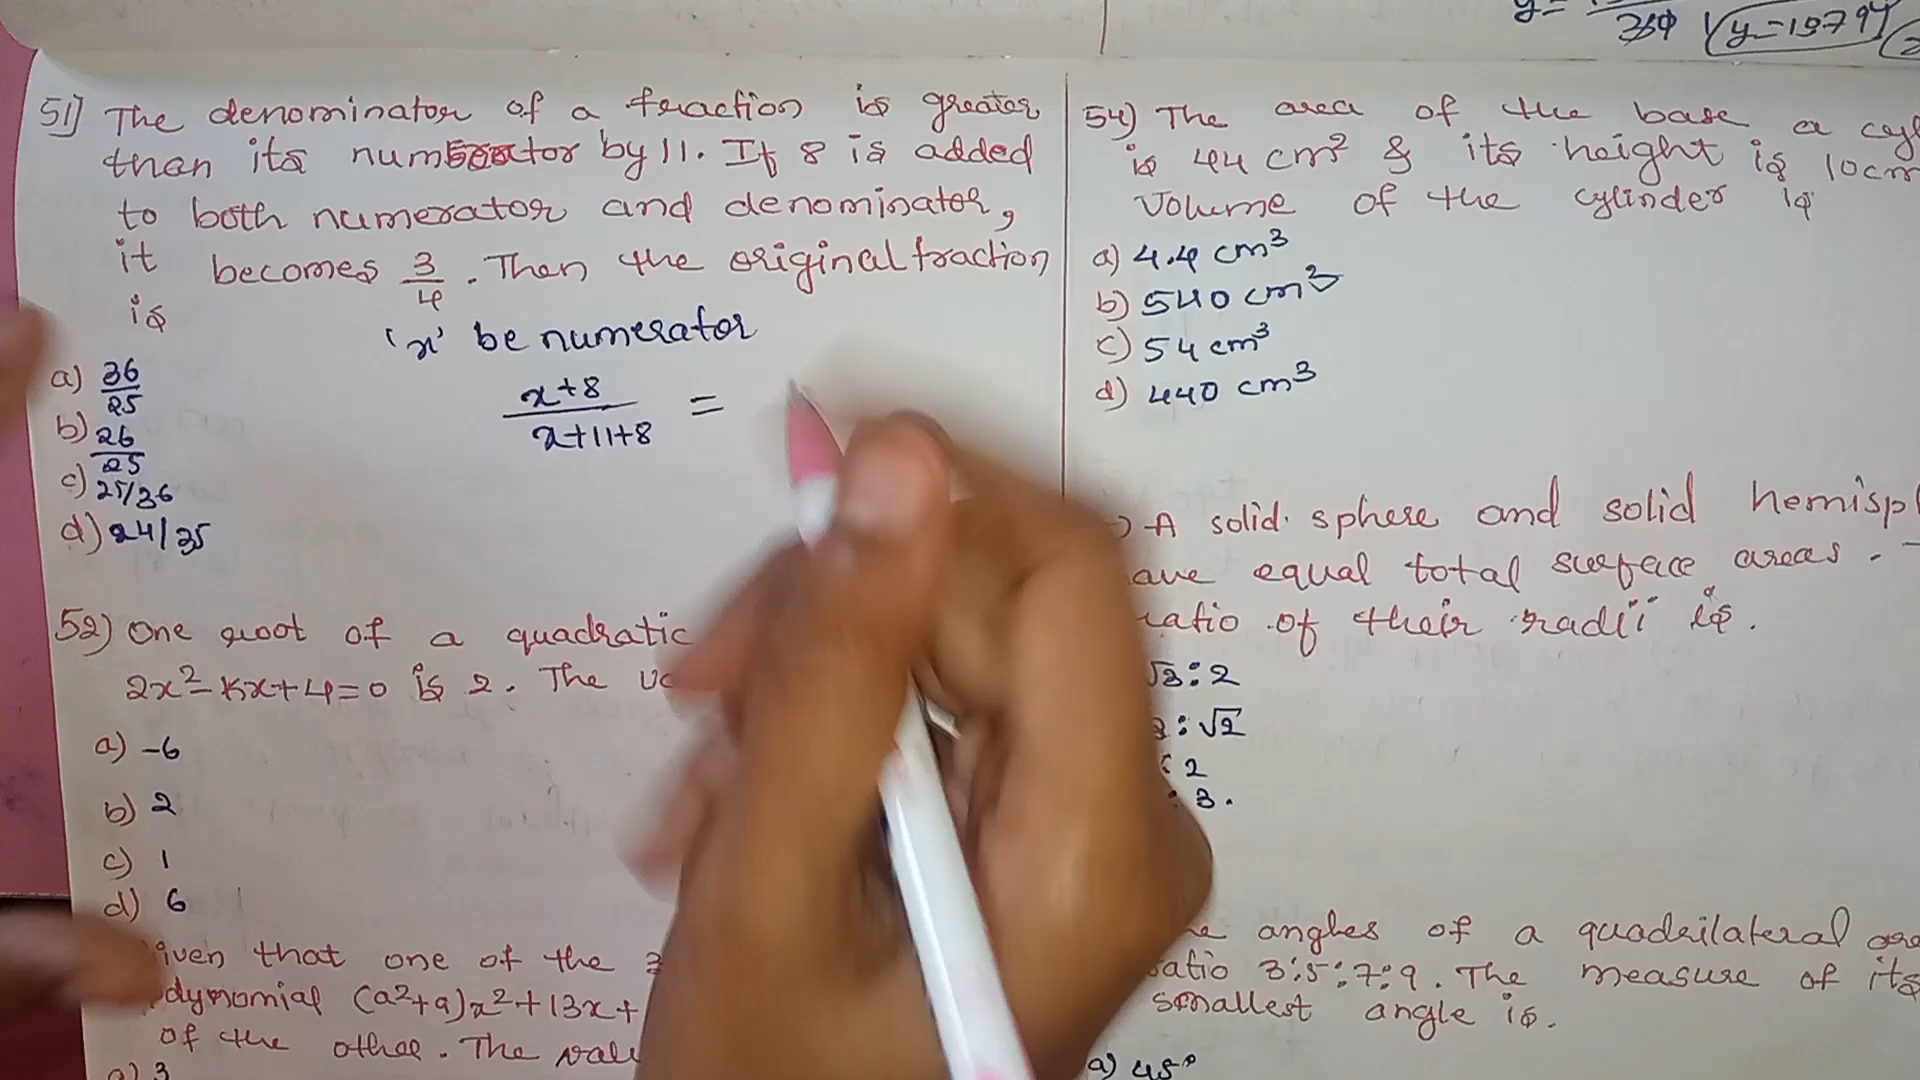 y=
350 y=1979
51] The denominator of a fraction is greater
than its numerator by 11. If 8 is added
to both numerator and denominator,
it becomes 3/4. Then the original fraction
is
'x' be numerator
x+8
x+11+8
=
a) 36/25
b) 26/25
c) 25/36
d) 24/35
52) One root of a quadratic
2x²-kx+4=0 is 2. The
a) -6
b) 2
c) 1
d) 6
that one of the
(a²+9)x²+13x+
of the other. The
a) 3
54) The area of the base a
is 44 cm² & its height is 10cm
Volume of the cylinder is
a) 4.4 cm³
b) 540 cm³
c) 54 cm³
d) 440 cm³
A solid sphere and solid
equal total surface areas.
ratio of their radii is.
: 2
: √2
: 2
: 3.
angles of a quadrilateral are
ratio 3:5:7:9. The measure of its
smallest angle is.
a) 45°